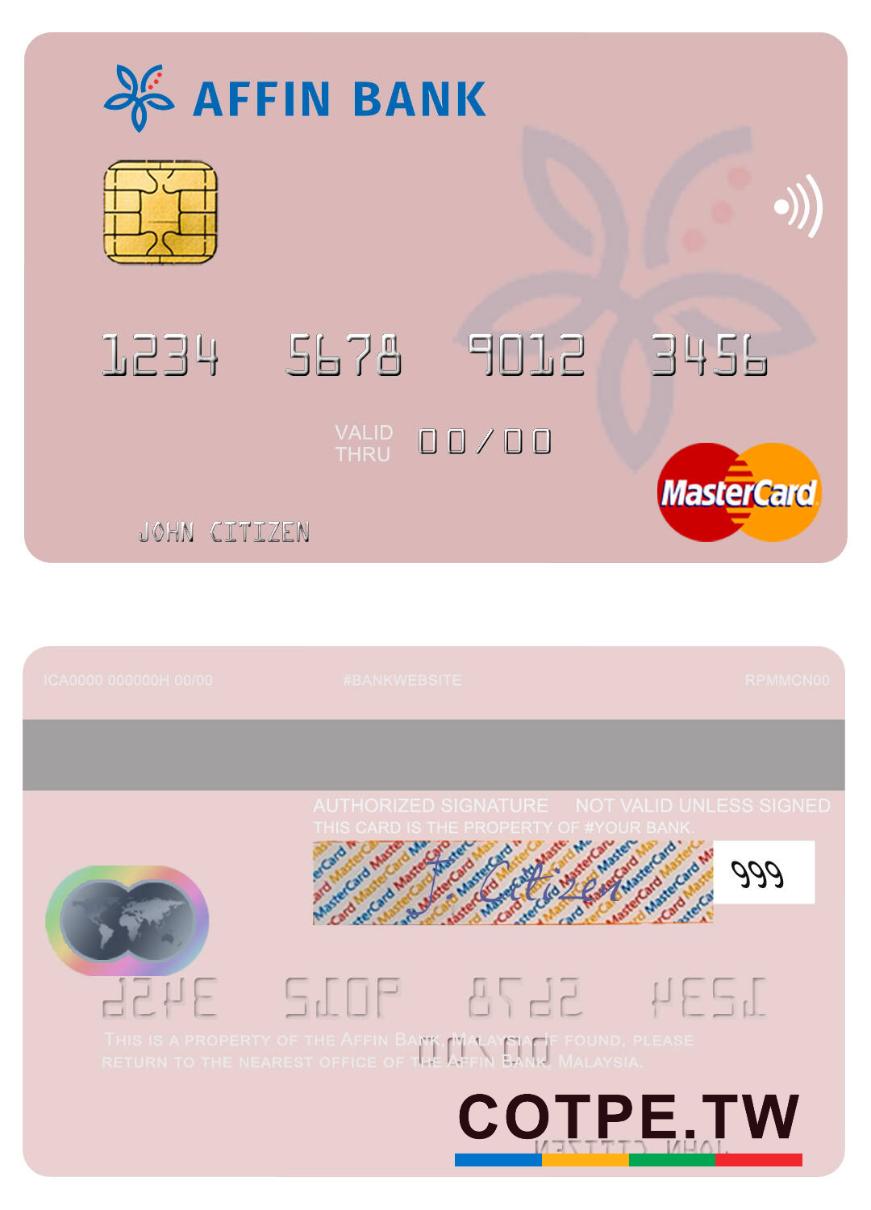 AFFIN BANK
1234 5678 9012 3456
VALID THRU 00/00
JOHN CITIZEN
MasterCard
ICA0000 000000H 00/00 #BANKWEBSITE RPMMCN00
AUTHORIZED SIGNATURE NOT VALID UNLESS SIGNED
THIS CARD IS THE PROPERTY OF #YOUR BANK.
J. Citizen 999
THIS IS A PROPERTY OF THE AFFIN BANK, MALAYSIA. IF FOUND, PLEASE
RETURN TO THE NEAREST OFFICE OF THE AFFIN BANK, MALAYSIA.
COTPE.TW